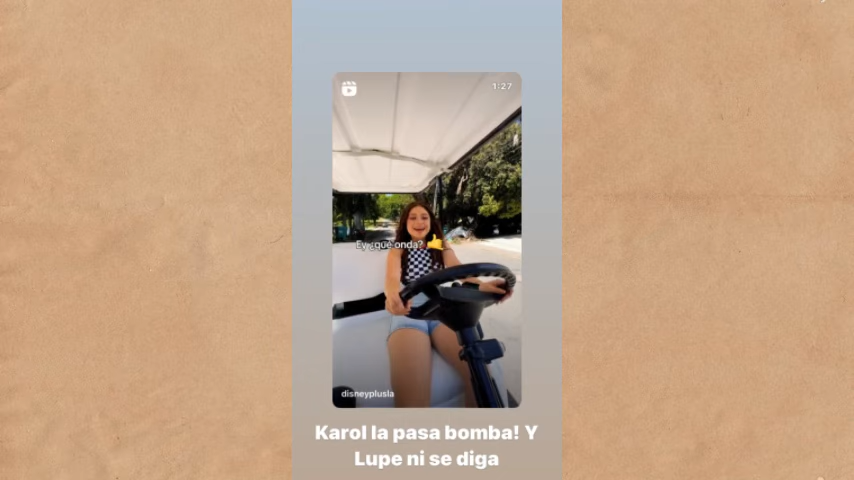 1:27
Ey ¿qué onda? 🤙
disneyplusla
Karol la pasa bomba! Y
Lupe ni se diga